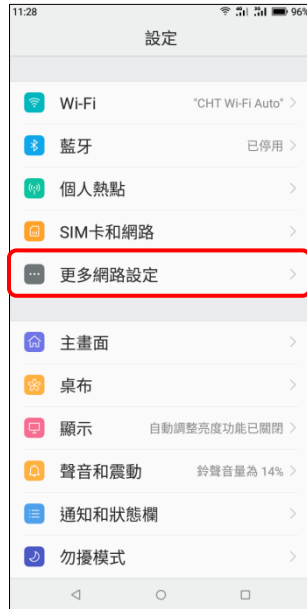 11:28 96%
設定
Wi-Fi "CHT Wi-Fi Auto"
藍牙 已停用
個人熱點
SIM卡和網路
更多網路設定
主畫面
桌布
顯示 自動調整亮度功能已關閉
聲音和震動 鈴聲音量為 14%
通知和狀態欄
勿擾模式